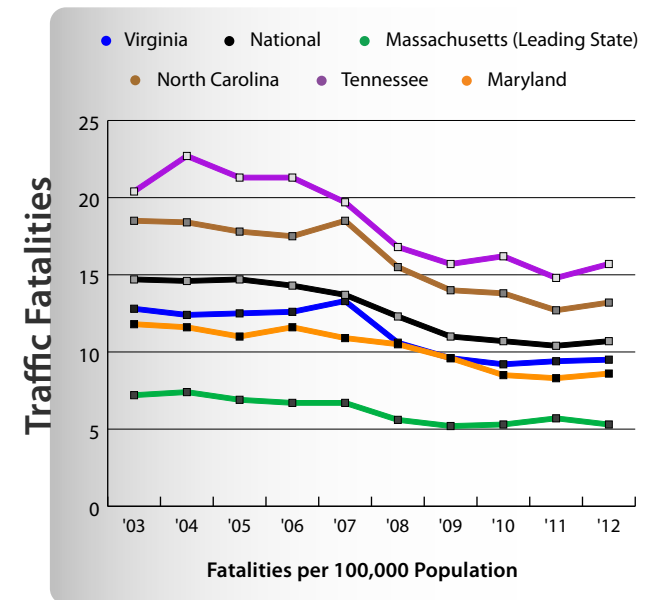 Virginia National Massachusetts (Leading State)
North Carolina Tennessee Maryland
Traffic Fatalities
25
20
15
10
5
0
'03 '04 '05 '06 '07 '08 '09 '10 '11 '12
Fatalities per 100,000 Population